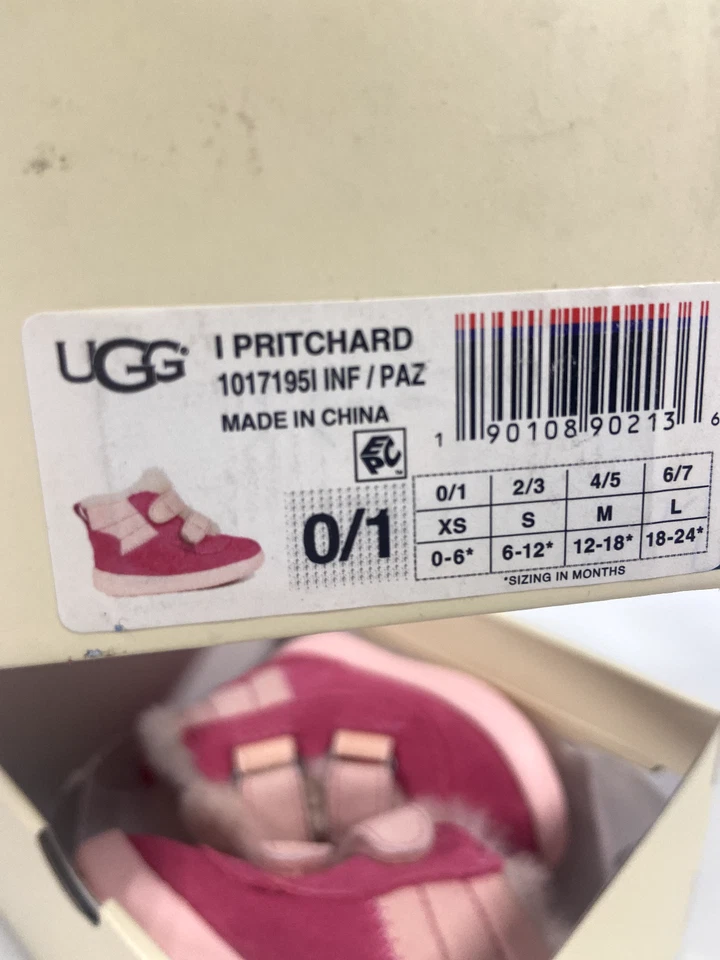 UGG
I PRITCHARD
1017195I INF / PAZ
MADE IN CHINA
EPC™
1 90108 90213 6
0/1
0/1 2/3 4/5 6/7
XS S M L
0-6* 6-12* 12-18* 18-24*
*SIZING IN MONTHS